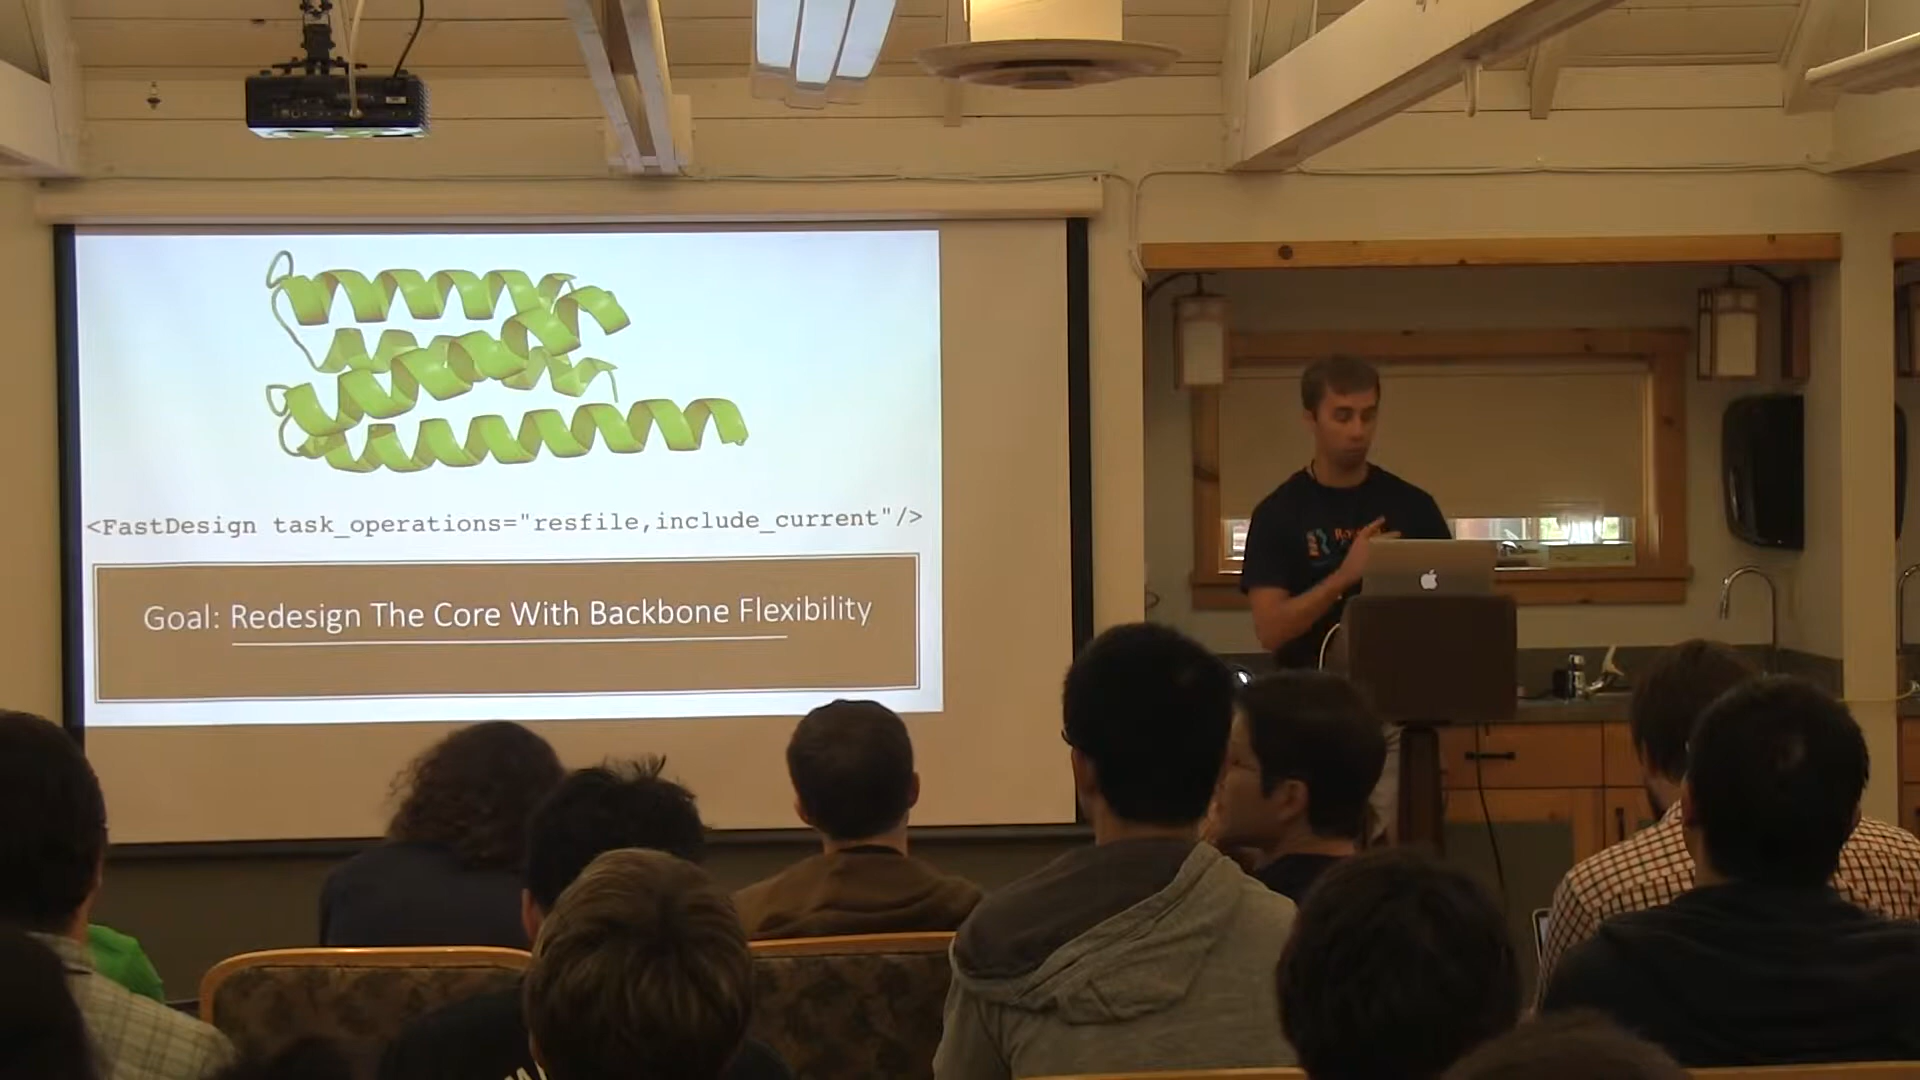 <FastDesign task_operations="resfile,include_current"/>
Goal: Redesign The Core With Backbone Flexibility